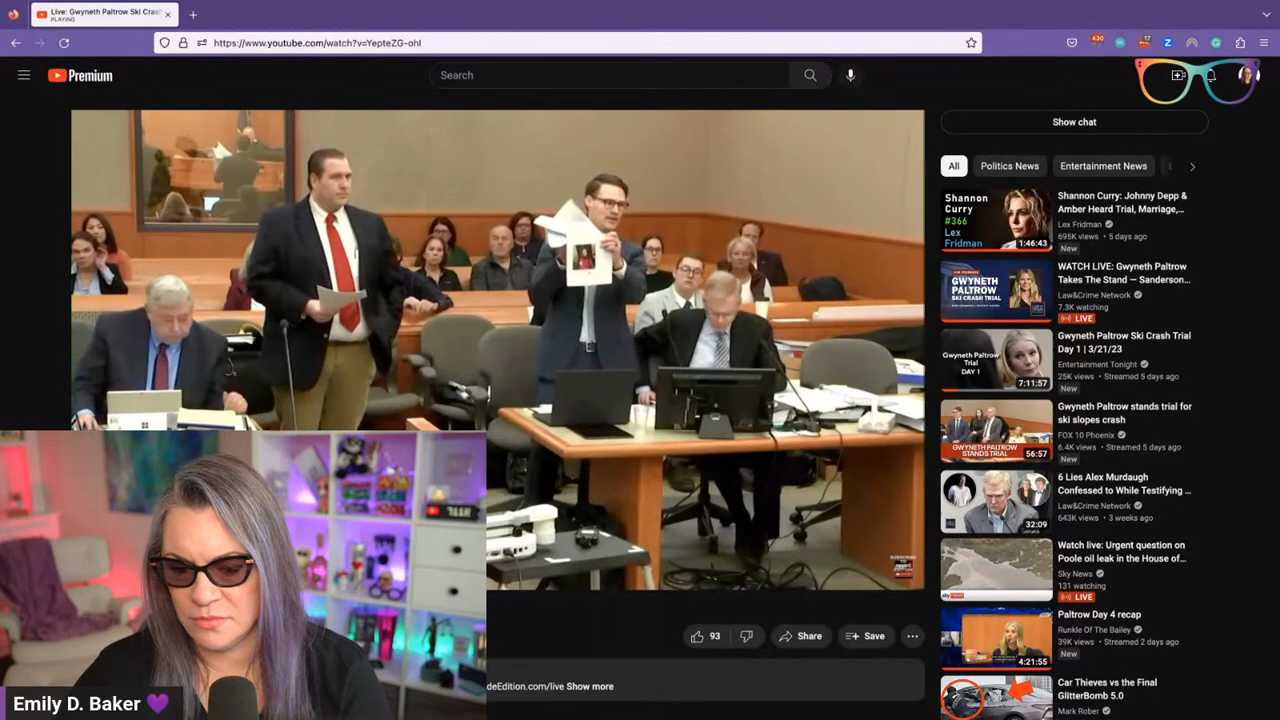 Live: Gwyneth Paltrow Ski Crash
PLAYING
https://www.youtube.com/watch?v=YepteZG-ohI
430
17
Premium
Search
Show chat
All
Politics News
Entertainment News
Shannon
Curry
#366
Lex
Fridman
1:46:43
Shannon Curry: Johnny Depp &
Amber Heard Trial, Marriage,...
Lex Fridman
695K views • 5 days ago
New
GWYNETH
PALTROW
SKI CRASH TRIAL
WATCH LIVE: Gwyneth Paltrow
Takes The Stand — Sanderson...
Law&Crime Network
7.3K watching
LIVE
Gwyneth Paltrow
Trial
DAY 1
7:11:57
Gwyneth Paltrow Ski Crash Trial
Day 1 | 3/21/23
Entertainment Tonight
25K views • Streamed 5 days ago
New
GWYNETH PALTROW
STANDS TRIAL
56:57
Gwyneth Paltrow stands trial for
ski slopes crash
FOX 10 Phoenix
6.4K views • Streamed 5 days ago
New
32:09
6 Lies Alex Murdaugh
Confessed to While Testifying ...
Law&Crime Network
643K views • 3 weeks ago
Watch live: Urgent question on
Poole oil leak in the House of...
Sky News
131 watching
LIVE
4:21:55
Paltrow Day 4 recap
Runkle Of The Bailey
39K views • Streamed 2 days ago
New
Car Thieves vs the Final
GlitterBomb 5.0
Mark Rober
93
Share
Save
deEdition.com/live Show more
Emily D. Baker